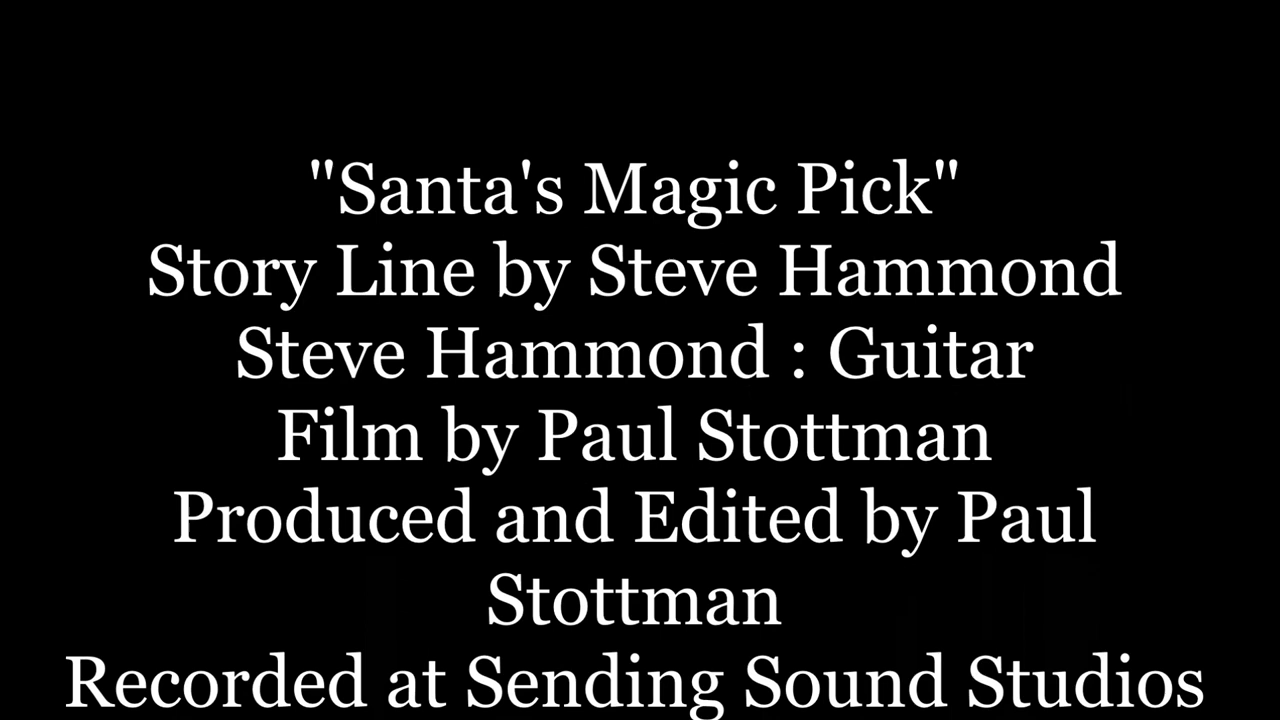 "Santa's Magic Pick"
Story Line by Steve Hammond
Steve Hammond : Guitar
Film by Paul Stottman
Produced and Edited by Paul
Stottman
Recorded at Sending Sound Studios